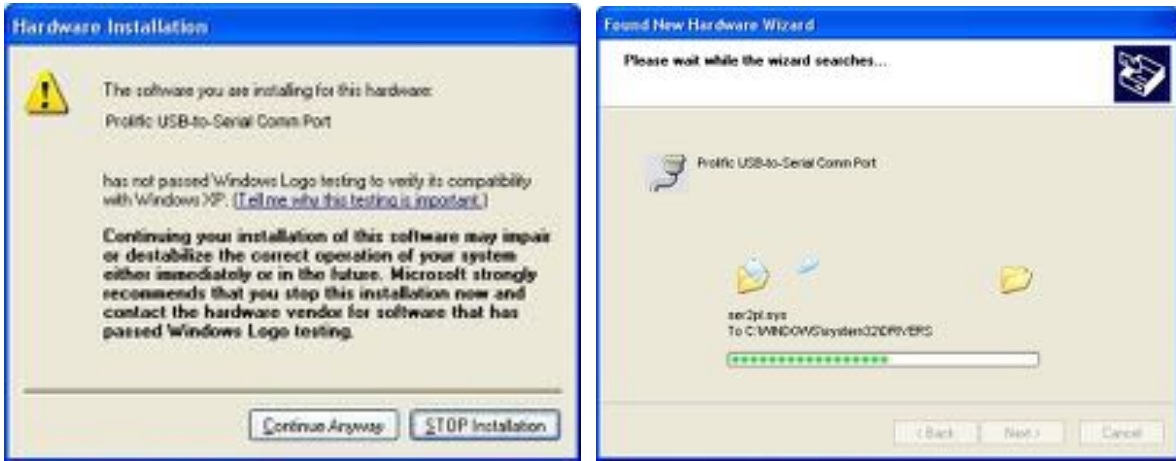 Hardware Installation
The software you are installing for this hardware:
Prolific USB-to-Serial Comm Port
has not passed Windows Logo testing to verify its compatibility
with Windows XP. (Tell me why this testing is important.)
Continuing your installation of this software may impair
or destabilize the correct operation of your system
either immediately or in the future. Microsoft strongly
recommends that you stop this installation now and
contact the hardware vendor for software that has
passed Windows Logo testing.
Continue Anyway
STOP Installation
Found New Hardware Wizard
Please wait while the wizard searches...
Prolific USB-to-Serial Comm Port
ser2pl.sys
To C:\WINDOWS\system32\DRIVERS
< Back
Next >
Cancel